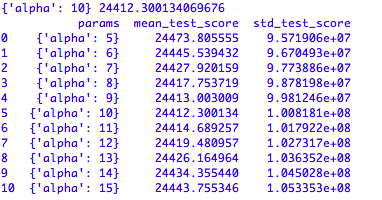 {'alpha': 10} 24412.300134069676
params mean_test_score std_test_score
0 {'alpha': 5} 24473.805555 9.571906e+07
1 {'alpha': 6} 24445.539432 9.670493e+07
2 {'alpha': 7} 24427.920159 9.773886e+07
3 {'alpha': 8} 24417.753719 9.878198e+07
4 {'alpha': 9} 24413.003009 9.981246e+07
5 {'alpha': 10} 24412.300134 1.008181e+08
6 {'alpha': 11} 24414.689257 1.017922e+08
7 {'alpha': 12} 24419.480957 1.027317e+08
8 {'alpha': 13} 24426.164964 1.036352e+08
9 {'alpha': 14} 24434.355440 1.045028e+08
10 {'alpha': 15} 24443.755346 1.053353e+08